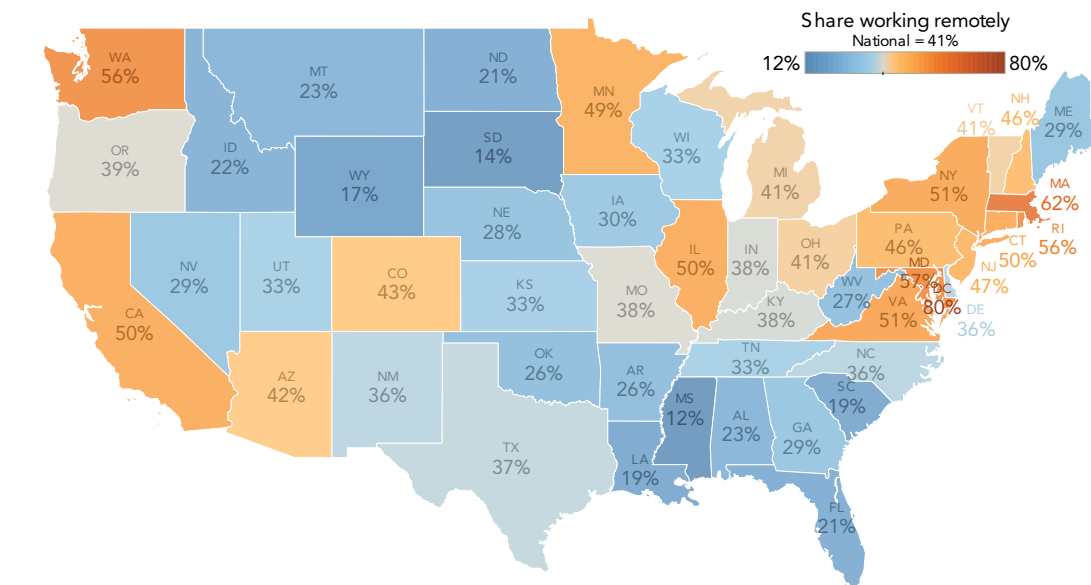 Share working remotely
National = 41%
12%
80%
WA
56%
MT
23%
ND
21%
MN
49%
VT
41%
NH
46%
ME
29%
OR
39%
ID
22%
SD
14%
WI
33%
MI
41%
NY
51%
MA
62%
WY
17%
RI
56%
CT
50%
IA
30%
NE
28%
PA
46%
NJ
47%
NV
29%
UT
33%
CO
43%
KS
33%
MO
38%
IL
50%
IN
38%
OH
41%
MD
57%
DC
80%
DE
36%
WV
27%
VA
51%
KY
38%
CA
50%
AZ
42%
NM
36%
OK
26%
AR
26%
TN
33%
NC
36%
SC
19%
MS
12%
AL
23%
GA
29%
TX
37%
LA
19%
FL
21%